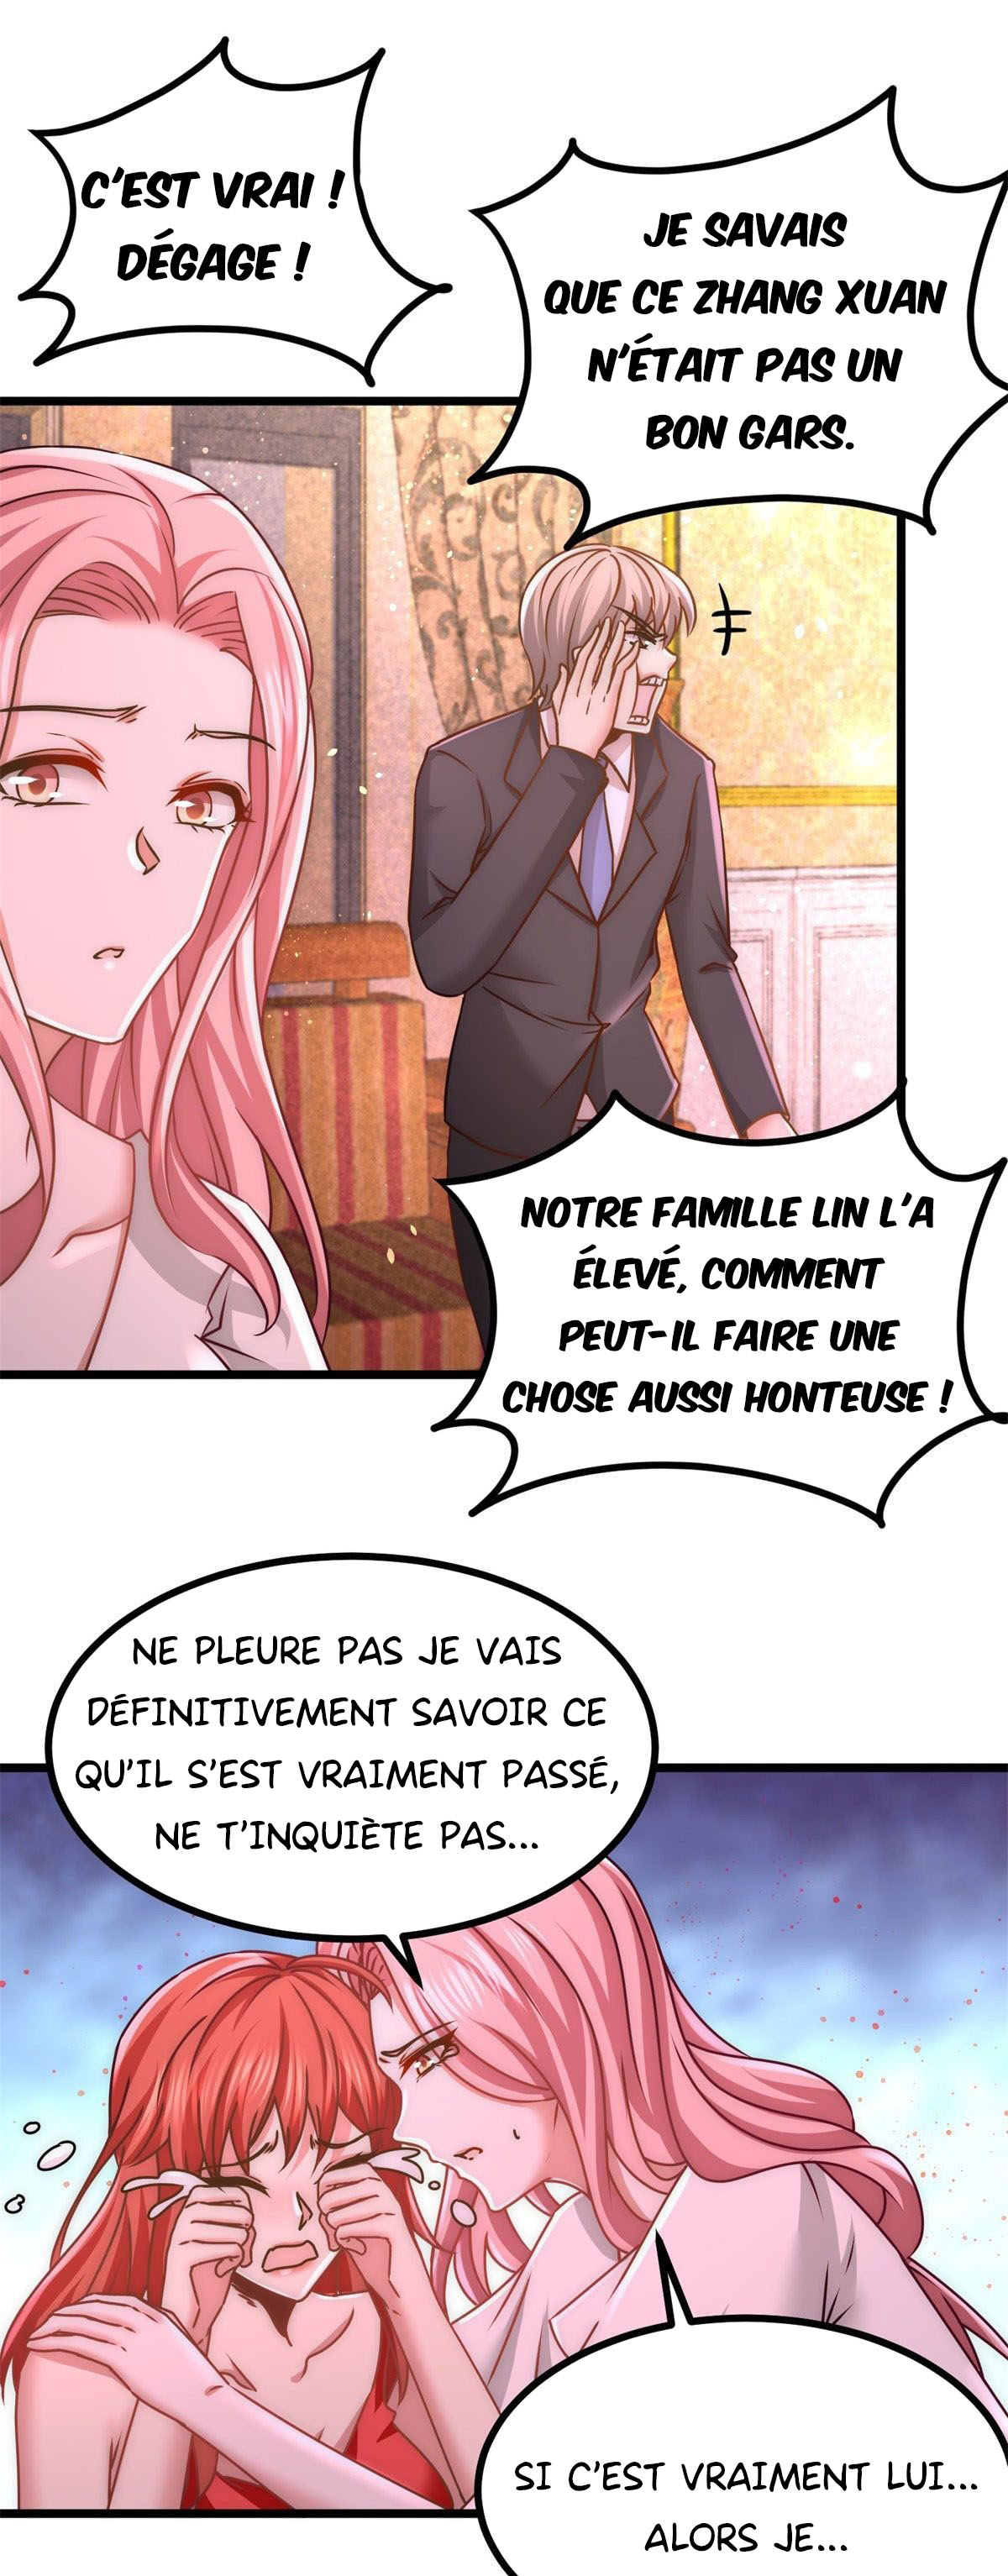 C'EST VRAI !
DÉGAGE !
JE SAVAIS
QUE CE ZHANG XUAN
N'ÉTAIT PAS UN
BON GARS.
NOTRE FAMILLE LIN L'A
ÉLEVÉ, COMMENT
PEUT-IL FAIRE UNE
CHOSE AUSSI HONTEUSE !
NE PLEURE PAS JE VAIS
DÉFINITIVEMENT SAVOIR CE
QU'IL S'EST VRAIMENT PASSÉ,
NE T'INQUIÈTE PAS...
SI C'EST VRAIMENT LUI...
ALORS JE...